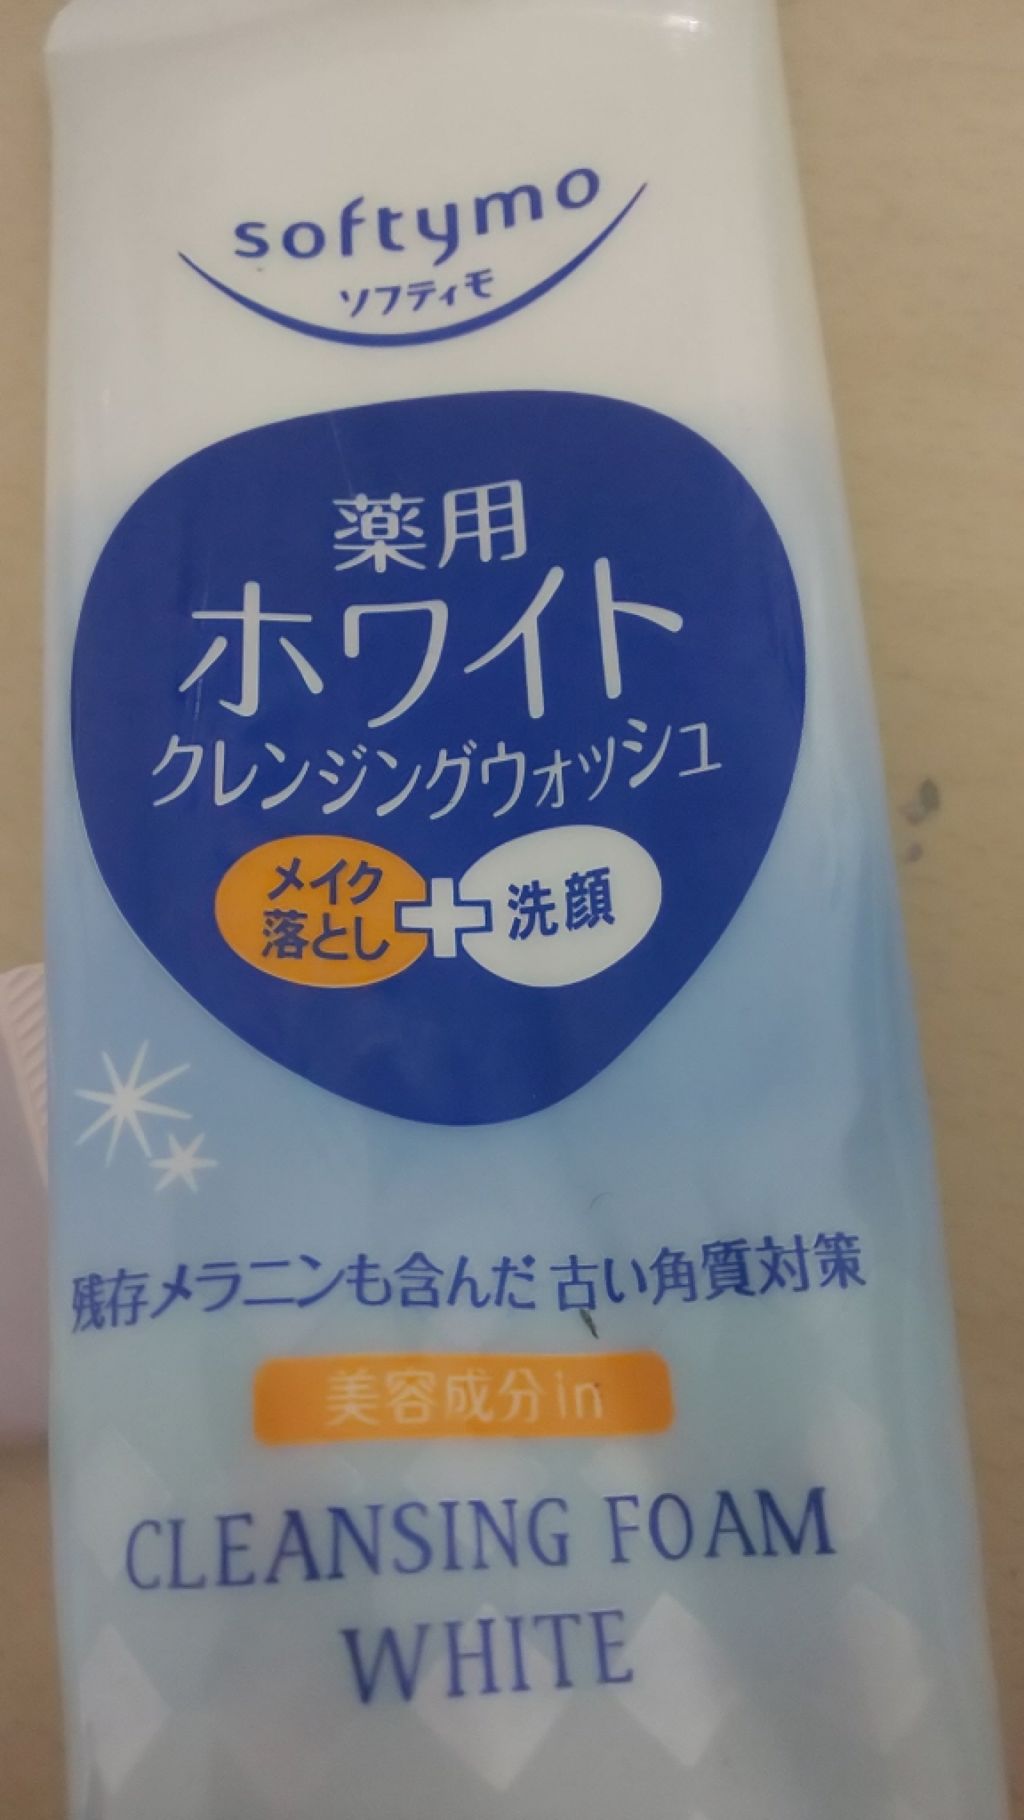 softymo
ソフティモ
薬用
ホワイト
クレンジングウォッシュ
メイク
落とし
洗顔
残存メラニンも含んだ 古い角質対策
美容成分in
CLEANSING FOAM
WHITE